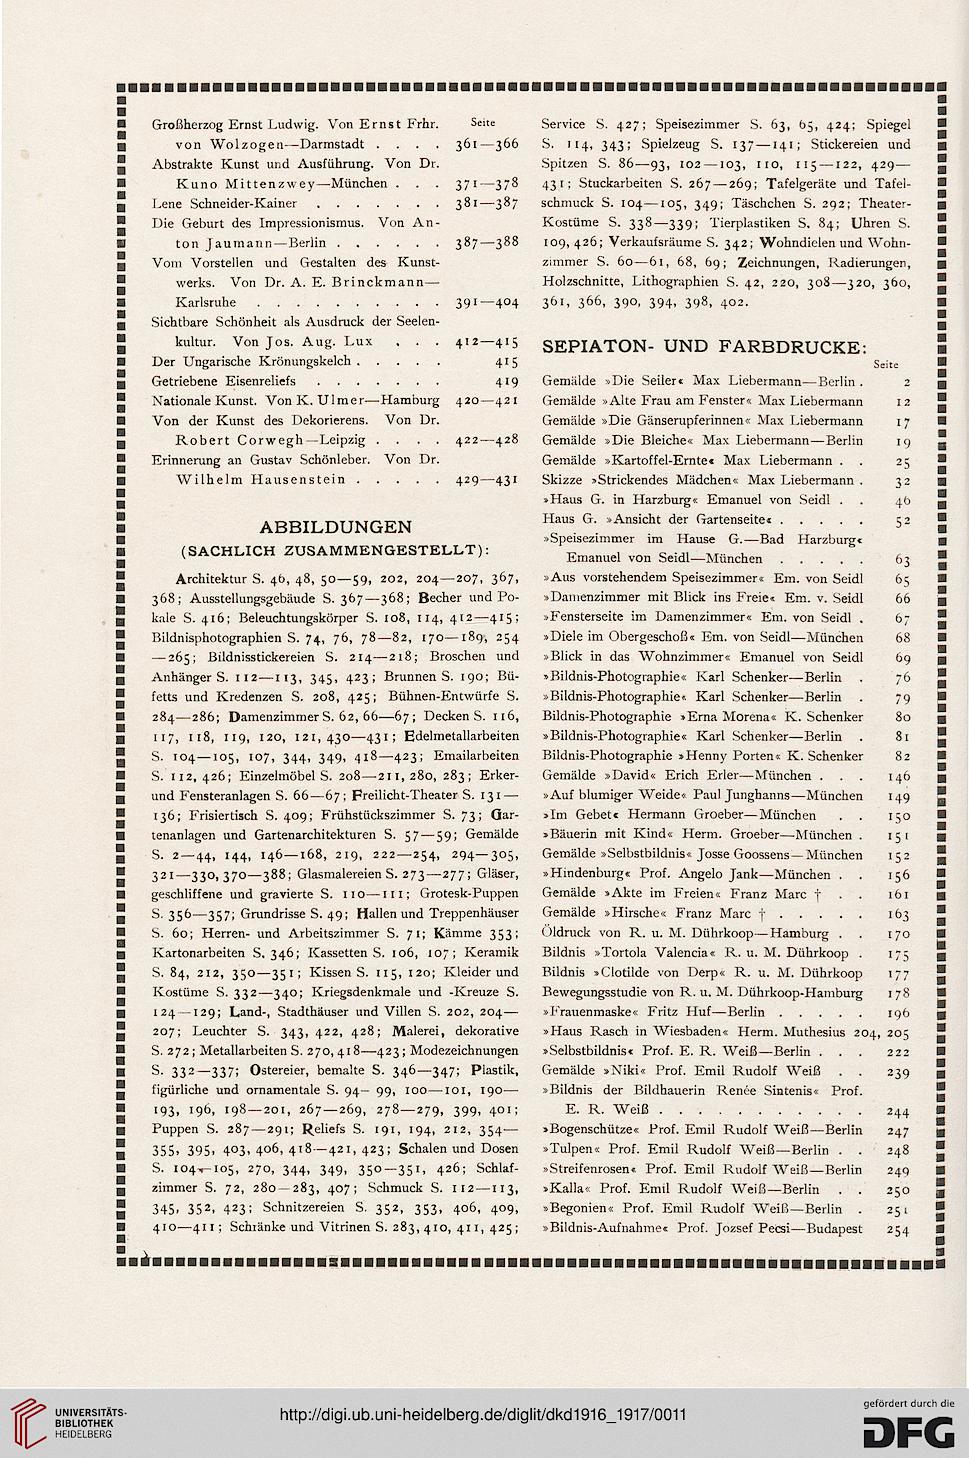 Seite
Großherzog Ernst Ludwig. Von Ernst Frhr.
von Wolzogen—Darmstadt . . . . 361—366
Abstrakte Kunst und Ausführung. Von Dr.
Kuno Mittenzwey—München . . . 371—378
Lene Schneider-Kainer . . . . . . . 381—387
Die Geburt des Impressionismus. Von An-
ton Jaumann—Berlin . . . . . . 387—388
Vom Vorstellen und Gestalten des Kunst-
werks. Von Dr. A. E. Brinckmann—
Karlsruhe . . . . . . . . . . 391—404
Sichtbare Schönheit als Ausdruck der Seelen-
kultur. Von Jos. Aug. Lux . . . 412—415
Der Ungarische Krönungskelch . . . . . 415
Getriebene Eisenreliefs . . . . . . . 419
Nationale Kunst. Von K. Ulmer—Hamburg 420—421
Von der Kunst des Dekorierens. Von Dr.
Robert Corwegh—Leipzig . . . . 422—428
Erinnerung an Gustav Schönleber. Von Dr.
Wilhelm Hausenstein . . . . . 429—431
ABBILDUNGEN
(SACHLICH ZUSAMMENGESTELLT):
Architektur S. 46, 48, 50—59, 202, 204—207, 367,
368; Ausstellungsgebäude S. 367—368; Becher und Po-
kale S. 416; Beleuchtungskörper S. 108, 114, 412—415;
Bildnisphotographien S. 74, 76, 78—82, 170—189, 254
—265; Bildnisstickereien S. 214—218; Broschen und
Anhänger S. 112—113, 345, 423; Brunnen S. 190; Bü-
fetts und Kredenzen S. 208, 425; Bühnen-Entwürfe S.
284—286; Damenzimmer S. 62, 66—67; Decken S. 116,
117, 118, 119, 120, 121, 430—431; Edelmetallarbeiten
S. 104—105, 107, 344, 349, 418—423; Emailarbeiten
S. 112, 426; Einzelmöbel S. 208—211, 280, 283; Erker-
und Fensteranlagen S. 66—67; Freilicht-Theater S. 131—
136; Frisiertisch S. 409; Frühstückszimmer S. 73; Gar-
tenanlagen und Gartenarchitekturen S. 57—59; Gemälde
S. 2—44, 144, 146—168, 219, 222—254, 294—305,
321—330, 370—388; Glasmalereien S. 273—277; Gläser,
geschliffene und gravierte S. 110—111; Grotesk-Puppen
S. 356—357; Grundrisse S. 49; Hallen und Treppenhäuser
S. 60; Herren- und Arbeitszimmer S. 71; Kämme 353;
Kartonarbeiten S. 346; Kassetten S. 106, 107; Keramik
S. 84, 212, 350—351; Kissen S. 115, 120; Kleider und
Kostüme S. 332—340; Kriegsdenkmale und -Kreuze S.
124—129; Land-, Stadthäuser und Villen S. 202, 204—
207; Leuchter S. 343, 422, 428; Malerei, dekorative
S. 272; Metallarbeiten S. 270, 418—423; Modezeichnungen
S. 332—337; Ostereier, bemalte S. 346—347; Plastik,
figürliche und ornamentale S. 94—99, 100—101, 190—
193, 196, 198—201, 267—269, 278—279, 399, 401;
Puppen S. 287—291; Reliefs S. 191, 194, 212, 354—
355, 395, 403, 406, 418—421, 423; Schalen und Dosen
S. 104—105, 270, 344, 349, 350—351, 426; Schlaf-
zimmer S. 72, 280—283, 407; Schmuck S. 112—113,
345, 352, 423; Schnitzereien S. 352, 353, 406, 409,
410—411; Schränke und Vitrinen S. 283, 410, 411, 425;
Service S. 427; Speisezimmer S. 63, 65, 424; Spiegel
S. 114, 343; Spielzeug S. 137—141; Stickereien und
Spitzen S. 86—93, 102—103, 110, 115—122, 429—
431; Stuckarbeiten S. 267—269; Tafelgeräte und Tafel-
schmuck S. 104—105, 349; Täschchen S. 292; Theater-
Kostüme S. 338—339; Tierplastiken S. 84; Uhren S.
109, 426; Verkaufsräume S. 342; Wohndielen und Wohn-
zimmer S. 60—61, 68, 69; Zeichnungen, Radierungen,
Holzschnitte, Lithographien S. 42, 220, 308—320, 360,
361, 366, 390, 394, 398, 402.
SEPIATON- UND FARBDRUCKE:
Seite
Gemälde »Die Seiler« Max Liebermann—Berlin . 2
Gemälde »Alte Frau am Fenster« Max Liebermann 12
Gemälde »Die Gänserupferinnen« Max Liebermann 17
Gemälde »Die Bleiche« Max Liebermann—Berlin 19
Gemälde »Kartoffel-Ernte« Max Liebermann . . 25
Skizze »Strickendes Mädchen« Max Liebermann . 32
»Haus G. in Harzburg« Emanuel von Seidl . . 46
Haus G. »Ansicht der Gartenseite« . . . . . 52
»Speisezimmer im Hause G.—Bad Harzburg«
Emanuel von Seidl—München . . . . . 63
»Aus vorstehendem Speisezimmer« Em. von Seidl 65
»Damenzimmer mit Blick ins Freie« Em. v. Seidl 66
»Fensterseite im Damenzimmer« Em. von Seidl . 67
»Diele im Obergeschoß« Em. von Seidl—München 68
»Blick in das Wohnzimmer« Emanuel von Seidl 69
»Bildnis-Photographie« Karl Schenker—Berlin . 76
»Bildnis-Photographie« Karl Schenker—Berlin . 79
Bildnis-Photographie »Erna Morena« K. Schenker 80
»Bildnis-Photographie« Karl Schenker—Berlin . 81
Bildnis-Photographie »Henny Porten« K. Schenker 82
Gemälde »David« Erich Erler—München . . . 146
»Auf blumiger Weide« Paul Junghanns—München 149
»Im Gebet« Hermann Groeber—München . . 150
»Bäuerin mit Kind« Herm. Groeber—München . 151
Gemälde »Selbstbildnis« Josse Goossens—München 152
»Hindenburg« Prof. Angelo Jank—München . . 156
Gemälde »Akte im Freien« Franz Marc † . . 161
Gemälde »Hirsche« Franz Marc † . . . . . 163
Öldruck von R. u. M. Dührkoop—Hamburg . . 170
Bildnis »Tortola Valencia« R. u. M. Dührkoop . 175
Bildnis »Clotilde von Derp« R. u. M. Dührkoop 177
Bewegungsstudie von R. u. M. Dührkoop-Hamburg 178
»Frauenmaske« Fritz Huf—Berlin . . . . . 196
»Haus Rasch in Wiesbaden« Herm. Muthesius 204, 205
»Selbstbildnis« Prof. E. R. Weiß—Berlin . . . 222
Gemälde »Niki« Prof. Emil Rudolf Weiß . . 239
»Bildnis der Bildhauerin Renée Sintenis« Prof.
E. R. Weiß . . . . . . . . . . . 244
»Bogenschütze« Prof. Emil Rudolf Weiß—Berlin 247
»Tulpen« Prof. Emil Rudolf Weiß—Berlin . . 248
»Streifenrosen« Prof. Emil Rudolf Weiß—Berlin 249
»Kalla« Prof. Emil Rudolf Weiß—Berlin . . 250
»Begonien« Prof. Emil Rudolf Weiß—Berlin . 251
»Bildnis-Aufnahme« Prof. Jozsef Pecsi—Budapest 254
UNIVERSITÄTS-
BIBLIOTHEK
HEIDELBERG
http://digi.ub.uni-heidelberg.de/diglit/dkd1916_1917/0011
gefördert durch die
DFG